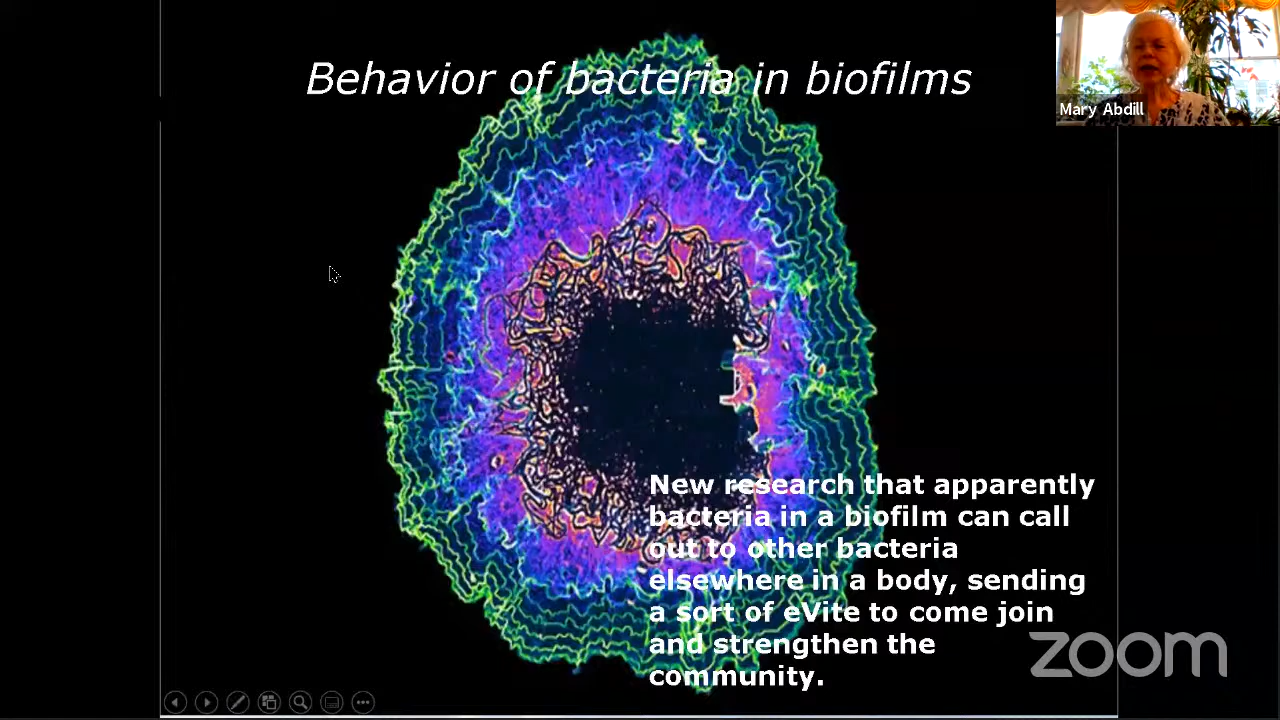 Behavior of bacteria in biofilms
Mary Abdill
New research that apparently
bacteria in a biofilm can call
out to other bacteria
elsewhere in a body, sending
a sort of eVite to come join
and strengthen the
community.
zoom